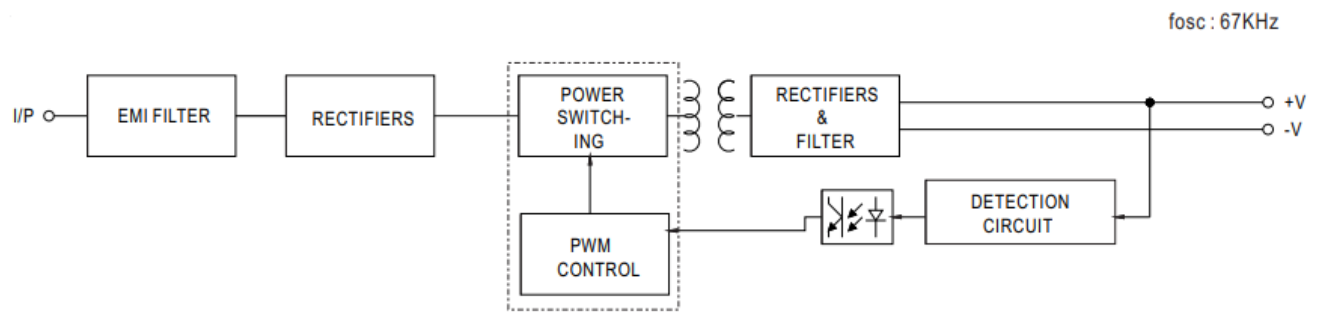 fosc : 67KHz
I/P
EMI FILTER
RECTIFIERS
POWER
SWITCH-
ING
RECTIFIERS
&
FILTER
+V
-V
DETECTION
CIRCUIT
PWM
CONTROL